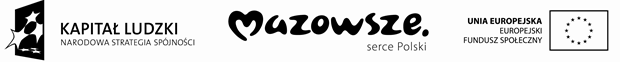 KAPITAŁ LUDZKI
NARODOWA STRATEGIA SPÓJNOŚCI
Mazowsze.
serce Polski
UNIA EUROPEJSKA
EUROPEJSKI
FUNDUSZ SPOŁECZNY